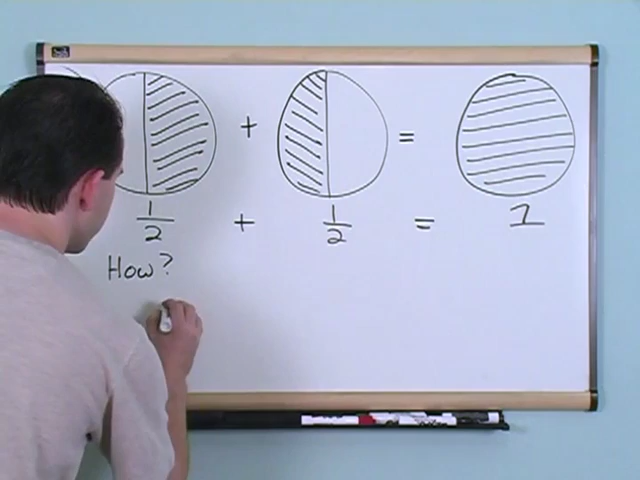 + =
1/2 + 1/2 = 1
How?